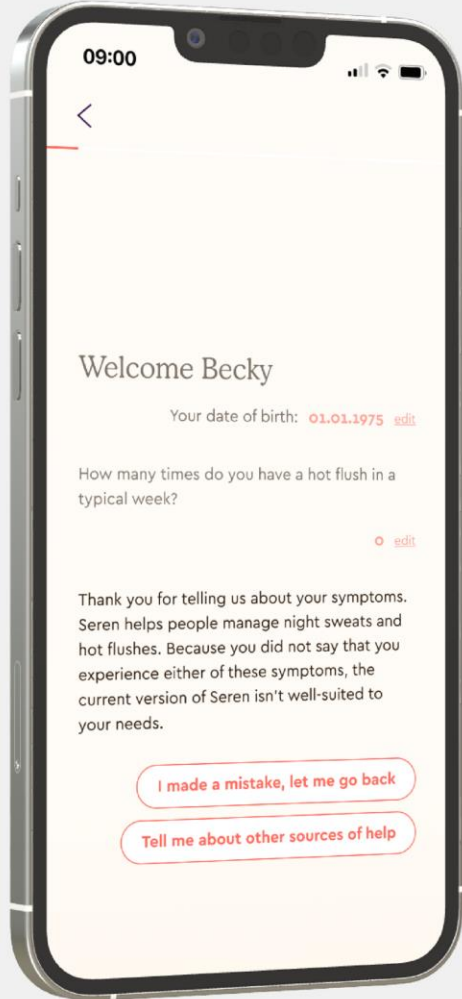 09:00
Welcome Becky
Your date of birth: 01.01.1975 edit
How many times do you have a hot flush in a
typical week?
0 edit
Thank you for telling us about your symptoms.
Seren helps people manage night sweats and
hot flushes. Because you did not say that you
experience either of these symptoms, the
current version of Seren isn't well-suited to
your needs.
I made a mistake, let me go back
Tell me about other sources of help